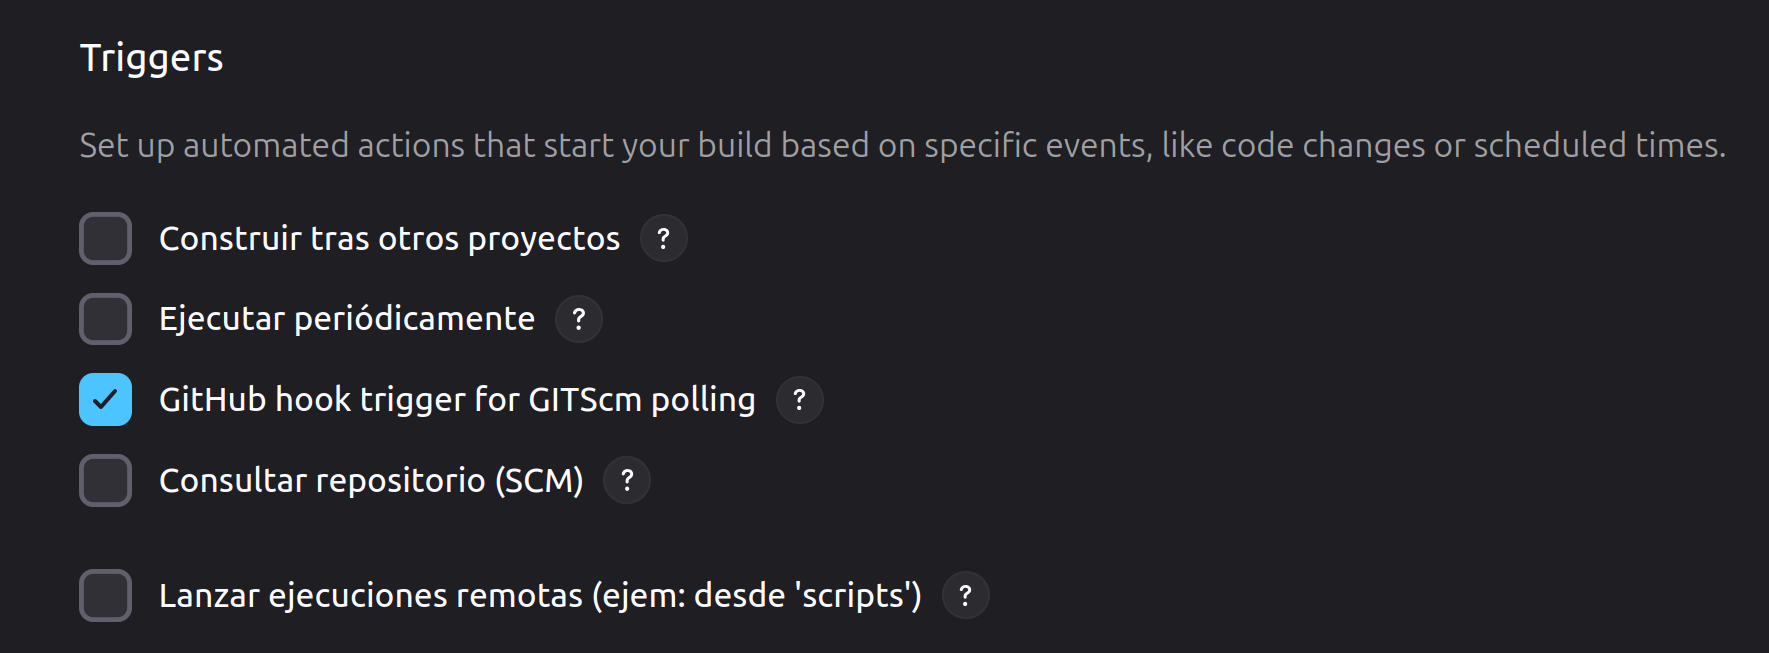 Triggers
Set up automated actions that start your build based on specific events, like code changes or scheduled times.
Construir tras otros proyectos ?
Ejecutar periódicamente ?
GitHub hook trigger for GITScm polling ?
Consultar repositorio (SCM) ?
Lanzar ejecuciones remotas (ejem: desde 'scripts') ?